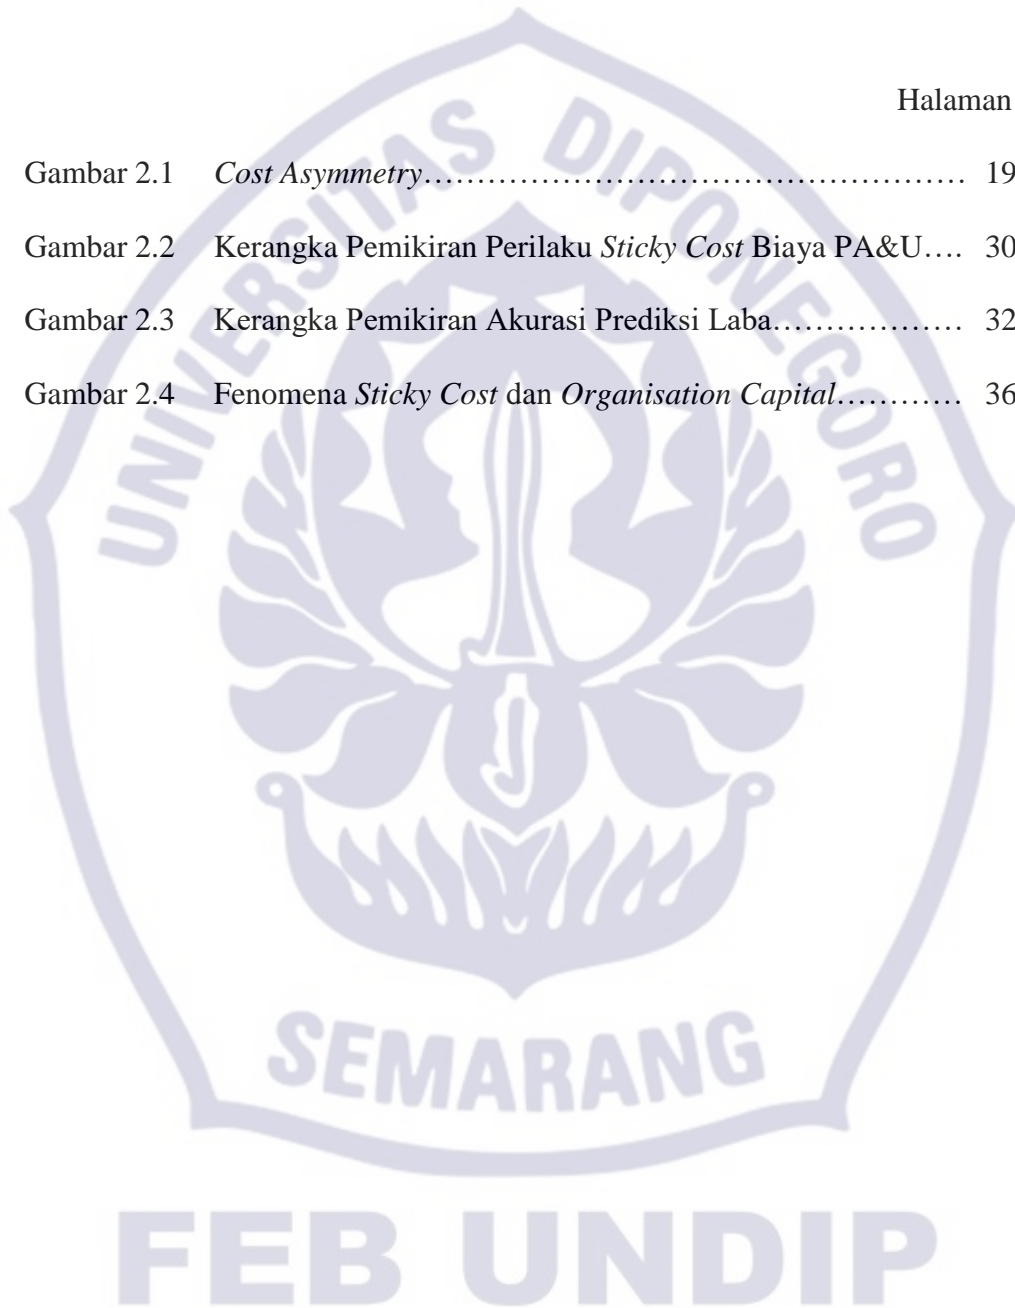 Halaman
Gambar 2.1 Cost Asymmetry…………………………………………… 19
Gambar 2.2 Kerangka Pemikiran Perilaku Sticky Cost Biaya PA&U…. 30
Gambar 2.3 Kerangka Pemikiran Akurasi Prediksi Laba……………… 32
Gambar 2.4 Fenomena Sticky Cost dan Organisation Capital………… 36
UNIVERSITAS DIPONEGORO
SEMARANG
FEB UNDIP